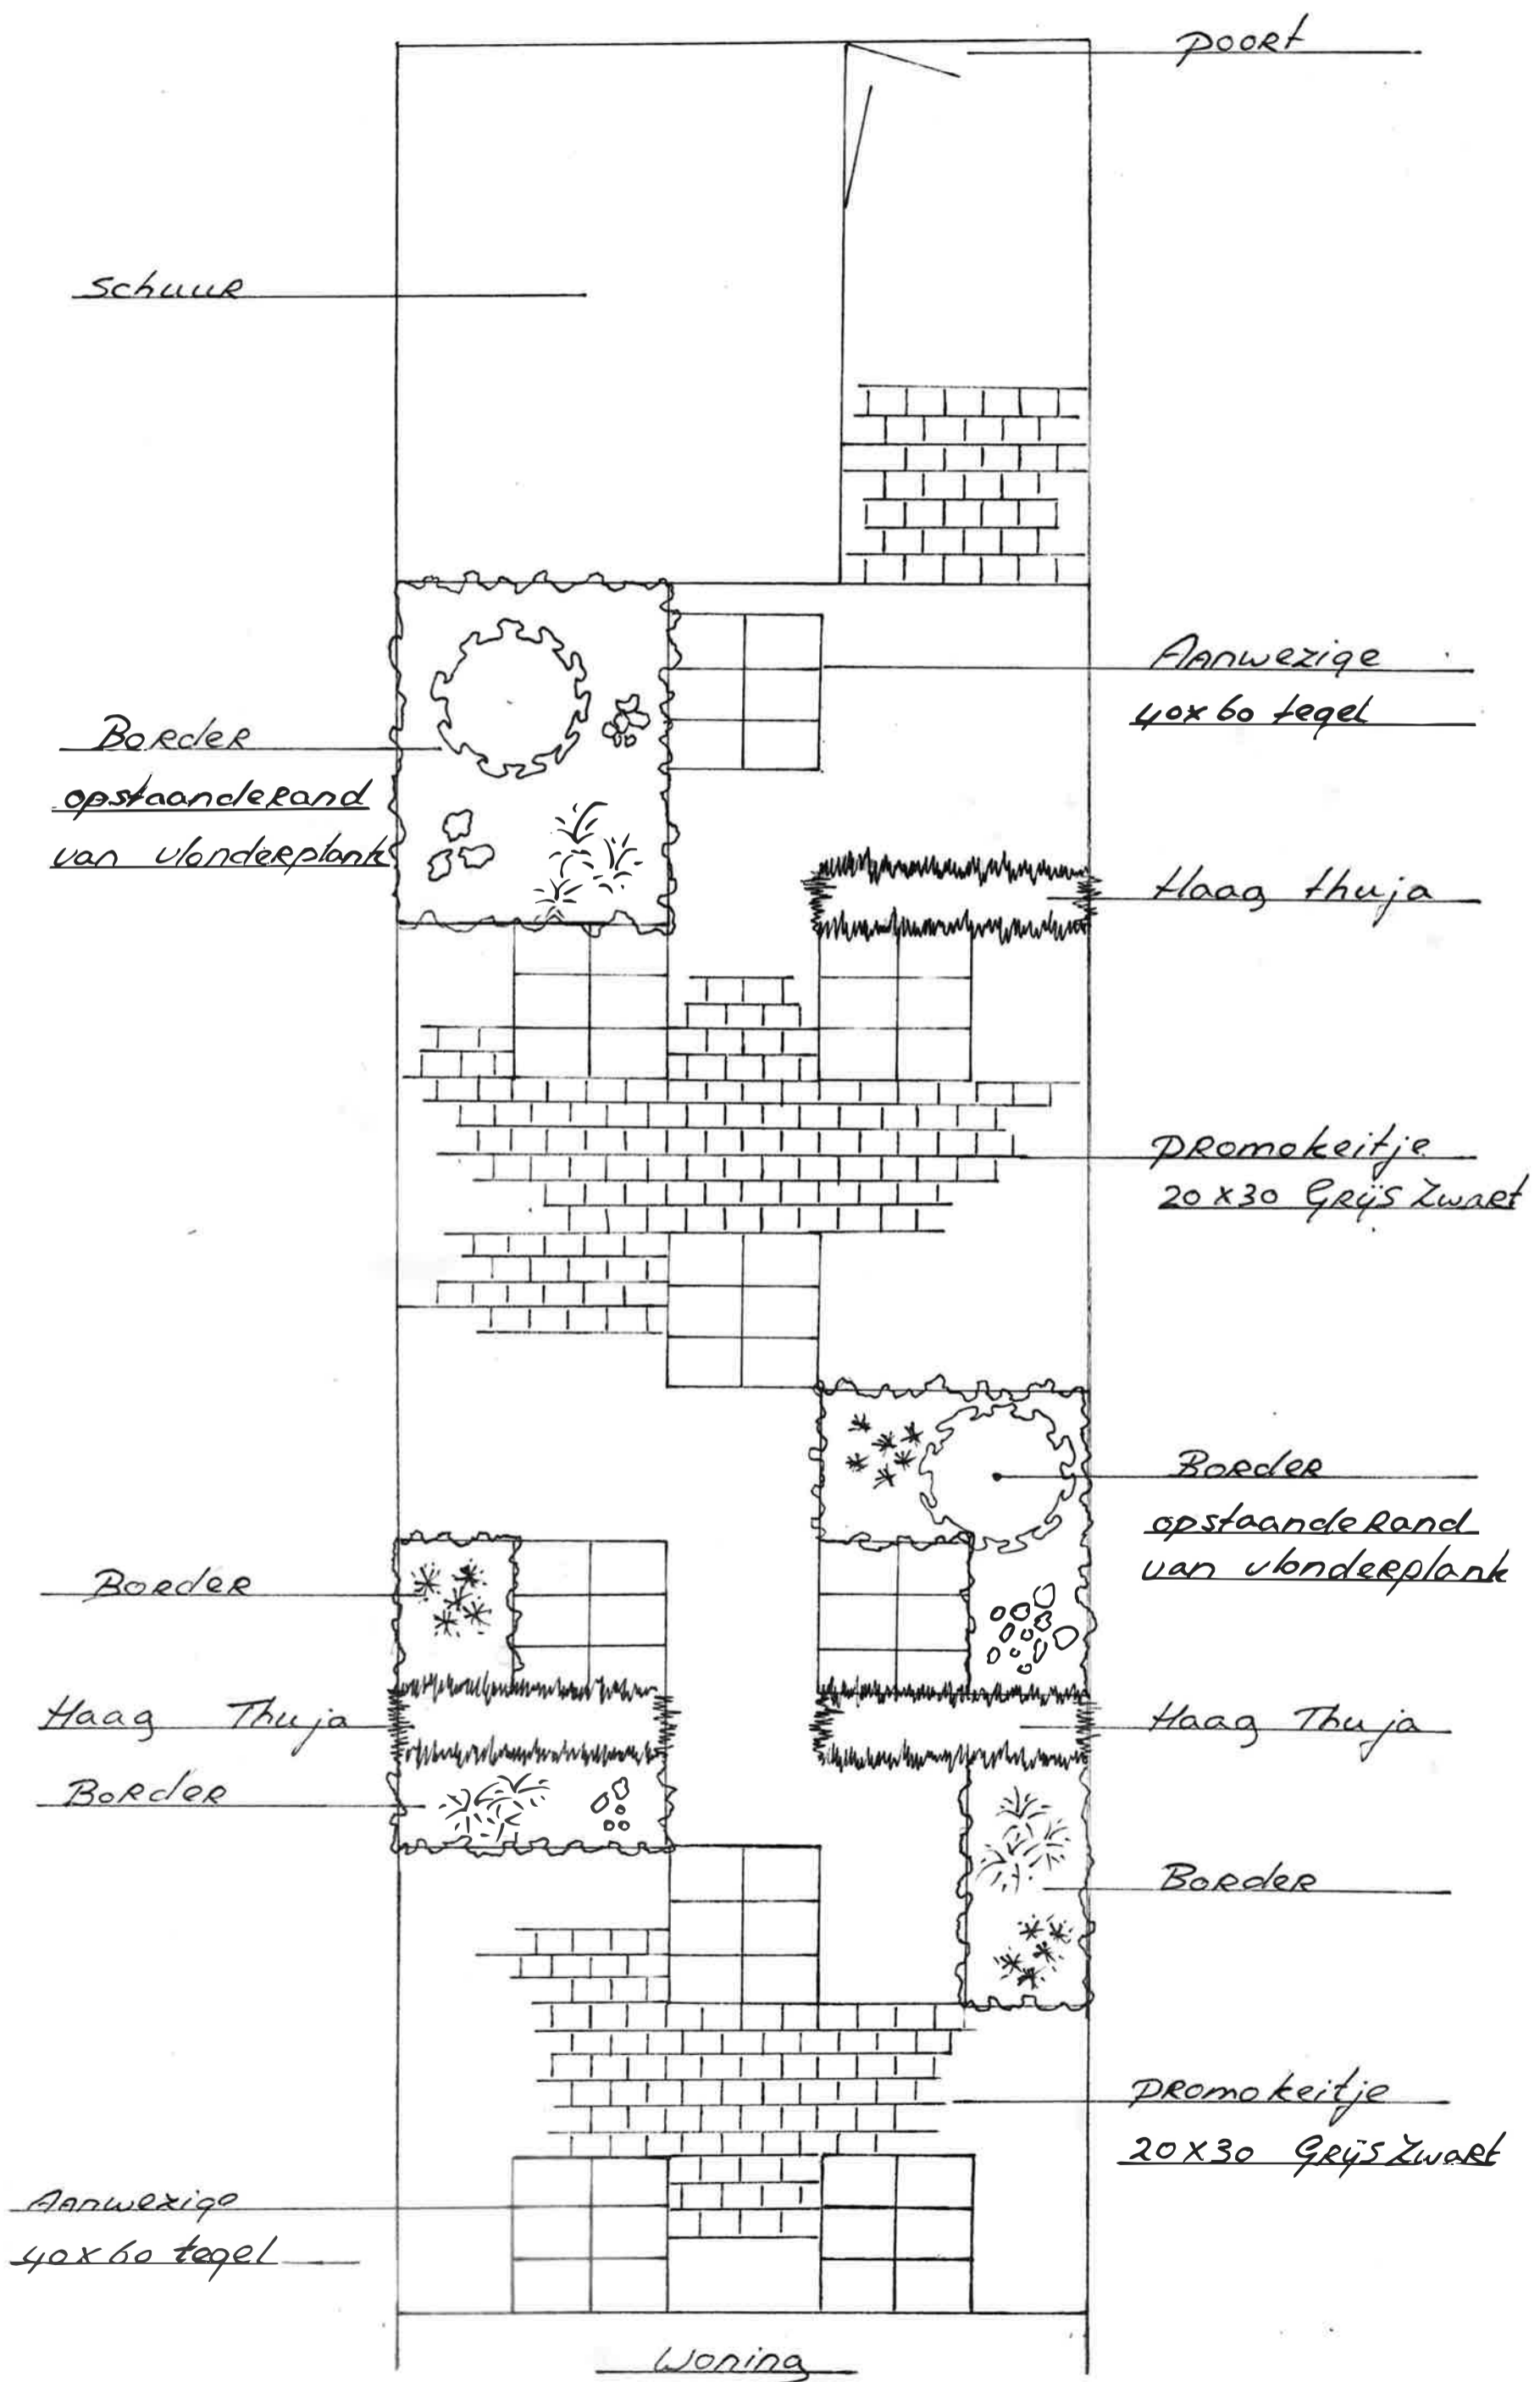 poort
schuur
Aanwezige
40x60 tegel
Border
opstaanderand
van vlonderplank
Haag thuja
promokeitje
20x30 Grijs Zwart
Border
opstaanderand
van vlonderplank
Border
Haag Thuja
Haag Thuja
Border
Border
promokeitje
20x30 Grijs Zwart
Aanwezige
40x60 tegel
Woning